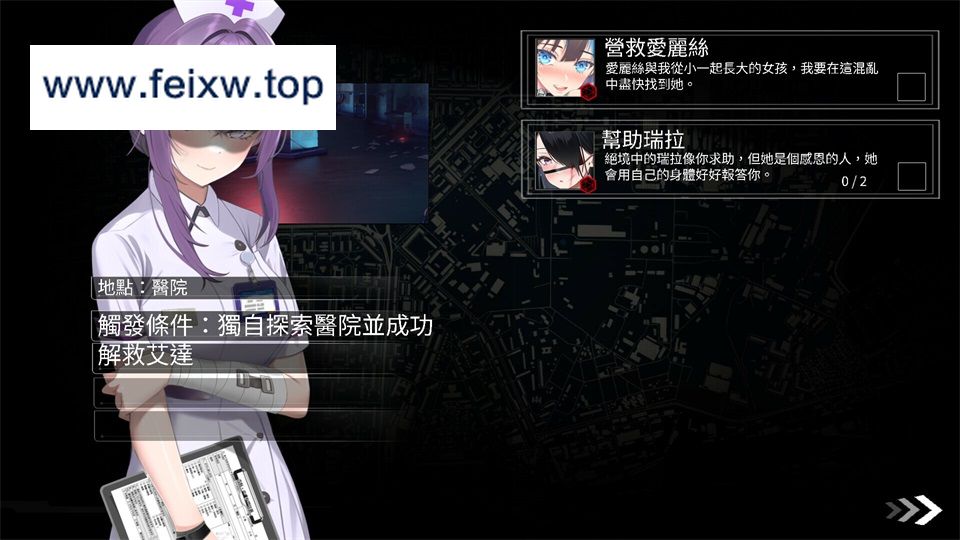 www.feixw.top
營救愛麗絲
愛麗絲與我從小一起長大的女孩，我要在這混亂
中盡快找到她。
幫助瑞拉
絕境中的瑞拉像你求助，但她是個感恩的人，她
會用自己的身體好好報答你。
0 / 2
地點：醫院
觸發條件：獨自探索醫院並成功
解救艾達